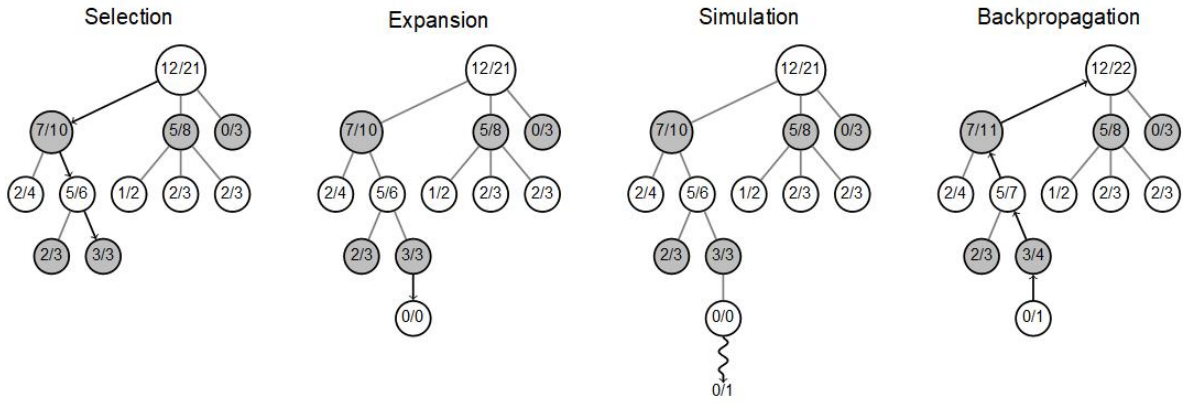 Selection
12/21
7/10 5/8 0/3
2/4 5/6 1/2 2/3 2/3
2/3 3/3
Expansion
12/21
7/10 5/8 0/3
2/4 5/6 1/2 2/3 2/3
2/3 3/3
0/0
Simulation
12/21
7/10 5/8 0/3
2/4 5/6 1/2 2/3 2/3
2/3 3/3
0/0
0/1
Backpropagation
12/22
7/11 5/8 0/3
2/4 5/7 1/2 2/3 2/3
2/3 3/4
0/1